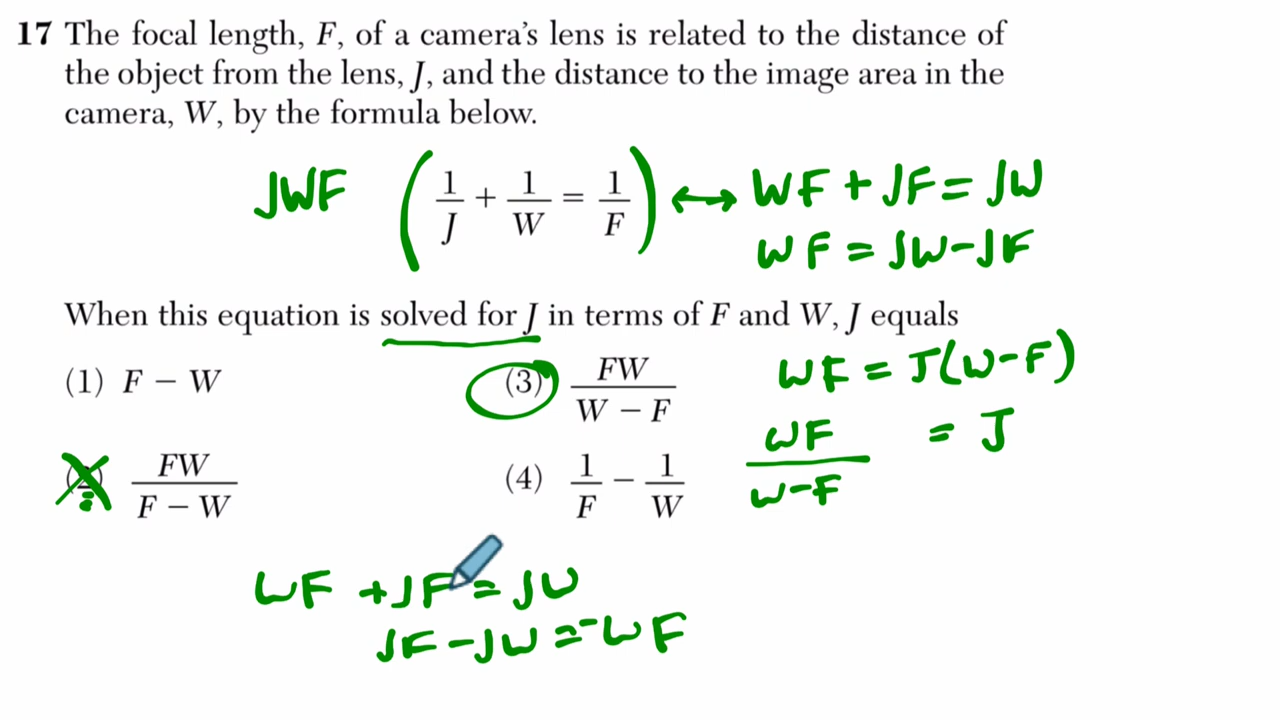 17 The focal length, F, of a camera's lens is related to the distance of
the object from the lens, J, and the distance to the image area in the
camera, W, by the formula below.
JWF ( 1/J + 1/W = 1/F ) ↔ WF + JF = JW
WF = JW - JF
When this equation is solved for J in terms of F and W, J equals
(1) F − W
(3) FW/(W − F)
FW/(F − W)
(4) 1/F − 1/W
WF = J(W-F)
WF/(W-F) = J
WF + JF = JW
JF - JW = -WF